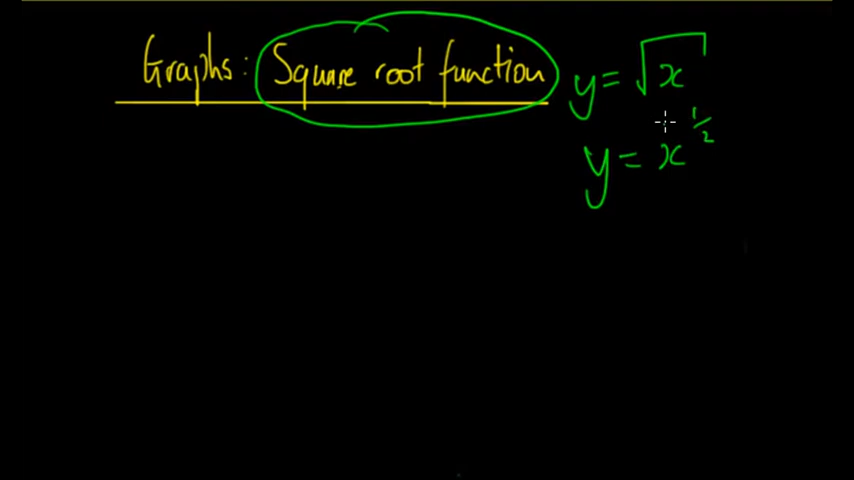 Graphs: Square root function y = √x
y = x^1/2